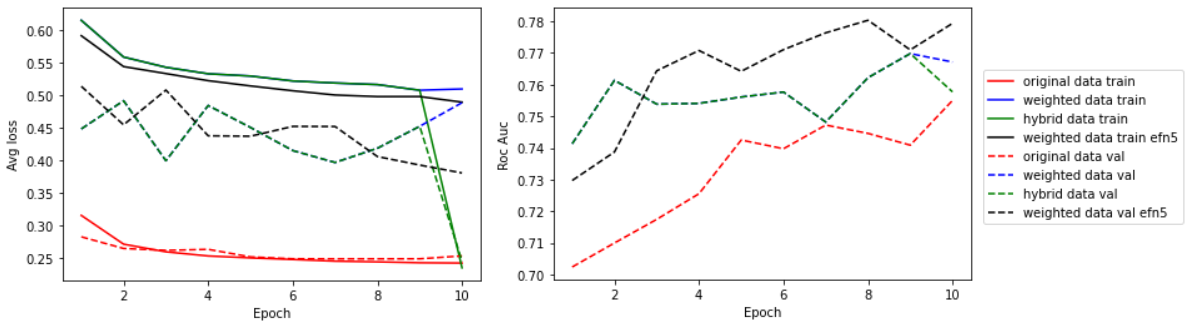 0.60
0.55
0.50
0.45
0.40
0.35
0.30
0.25
Avg loss
2
4
6
8
10
Epoch
0.78
0.77
0.76
0.75
0.74
0.73
0.72
0.71
0.70
Roc Auc
2
4
6
8
10
Epoch
original data train
weighted data train
hybrid data train
weighted data train efn5
original data val
weighted data val
hybrid data val
weighted data val efn5